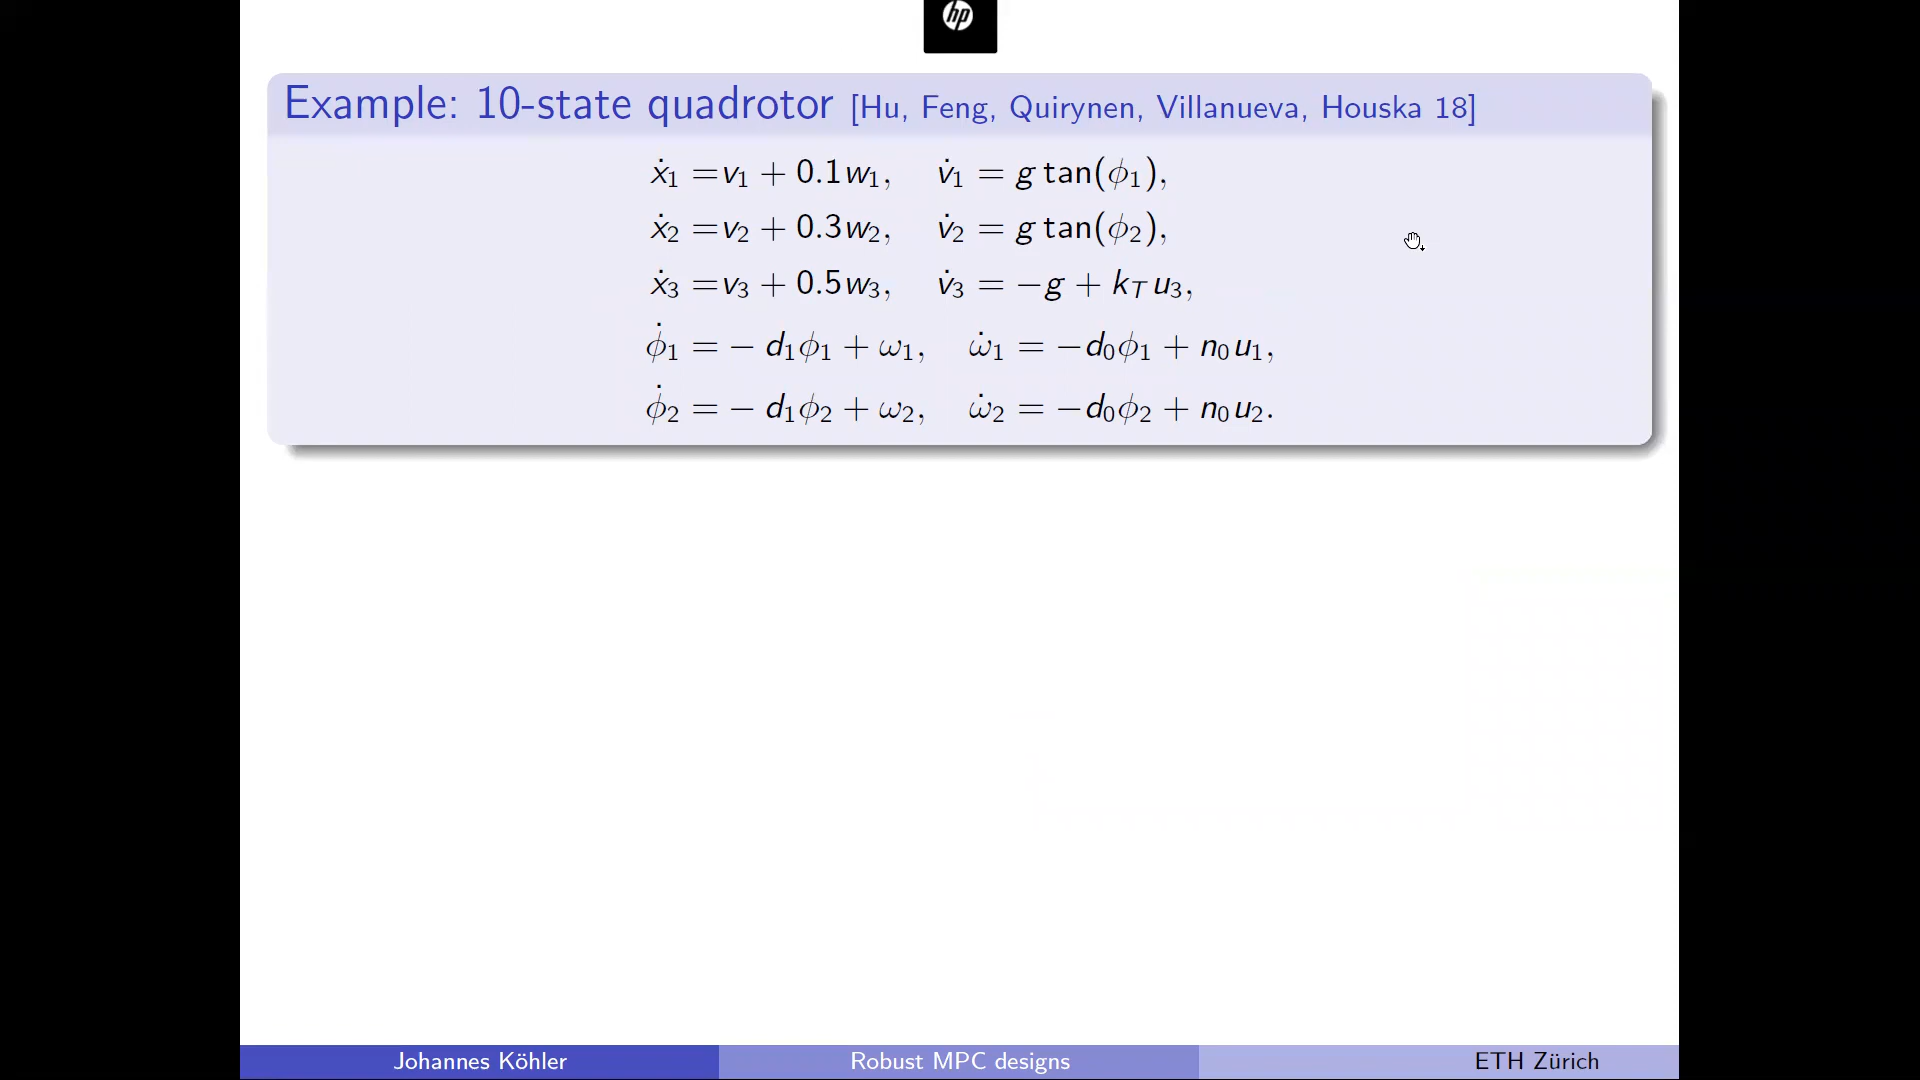 hp
Example: 10-state quadrotor [Hu, Feng, Quirynen, Villanueva, Houska 18]
ẋ₁ =v₁ + 0.1w₁, v̇₁ = g tan(ϕ₁),
ẋ₂ =v₂ + 0.3w₂, v̇₂ = g tan(ϕ₂),
ẋ₃ =v₃ + 0.5w₃, v̇₃ = −g + k_T u₃,
ϕ̇₁ = − d₁ϕ₁ + ω₁, ω̇₁ = −d₀ϕ₁ + n₀u₁,
ϕ̇₂ = − d₁ϕ₂ + ω₂, ω̇₂ = −d₀ϕ₂ + n₀u₂.
Johannes Köhler Robust MPC designs ETH Zürich